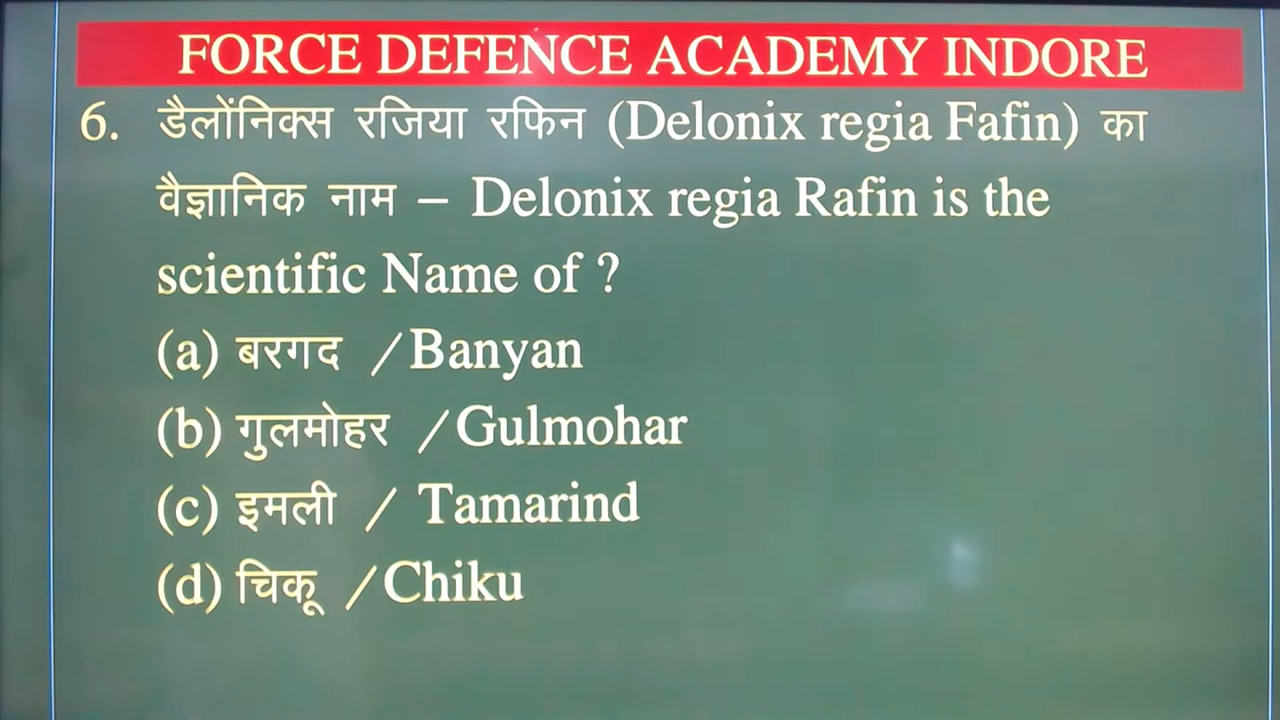 FORCE DEFENCE ACADEMY INDORE
6. डैलोंनिक्स रजिया रफिन (Delonix regia Fafin) का
वैज्ञानिक नाम – Delonix regia Rafin is the
scientific Name of ?
(a) बरगद / Banyan
(b) गुलमोहर / Gulmohar
(c) इमली / Tamarind
(d) चिकू / Chiku